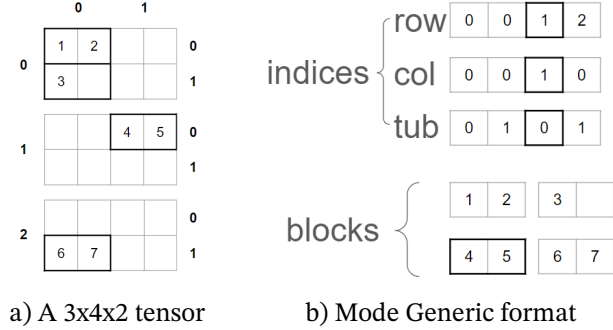 0 1
1 2 0
0
3 1
4 5 0
1
1
0
2
6 7 1
a) A 3x4x2 tensor
row 0 0 1 2
indices
col 0 0 1 0
tub 0 1 0 1
1 2 3
blocks
4 5 6 7
b) Mode Generic format